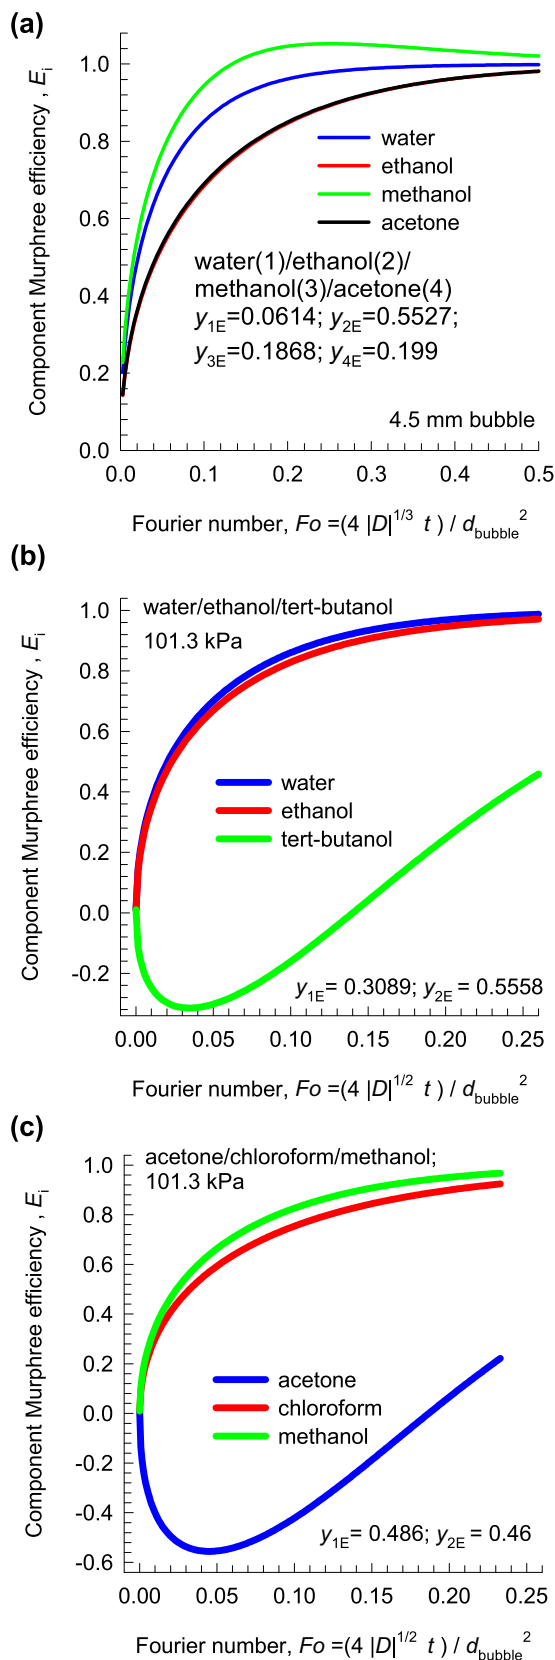 (a)
Component Murphree efficiency , Ei
1.0
0.8
0.6
0.4
0.2
0.0
water
ethanol
methanol
acetone
water(1)/ethanol(2)/
methanol(3)/acetone(4)
y1E=0.0614; y2E=0.5527;
y3E=0.1868; y4E=0.199
4.5 mm bubble
0.0 0.1 0.2 0.3 0.4 0.5
Fourier number, Fo =(4 |D|^1/3 t ) / dbubble^2
(b)
Component Murphree efficiency , Ei
water/ethanol/tert-butanol
101.3 kPa
1.0
0.8
0.6
0.4
0.2
0.0
-0.2
water
ethanol
tert-butanol
y1E= 0.3089; y2E = 0.5558
0.00 0.05 0.10 0.15 0.20 0.25
Fourier number, Fo =(4 |D|^1/2 t ) / dbubble^2
(c)
Component Murphree efficiency , Ei
acetone/chloroform/methanol;
101.3 kPa
1.0
0.8
0.6
0.4
0.2
0.0
-0.2
-0.4
-0.6
acetone
chloroform
methanol
y1E= 0.486; y2E = 0.46
0.00 0.05 0.10 0.15 0.20 0.25
Fourier number, Fo =(4 |D|^1/2 t ) / dbubble^2